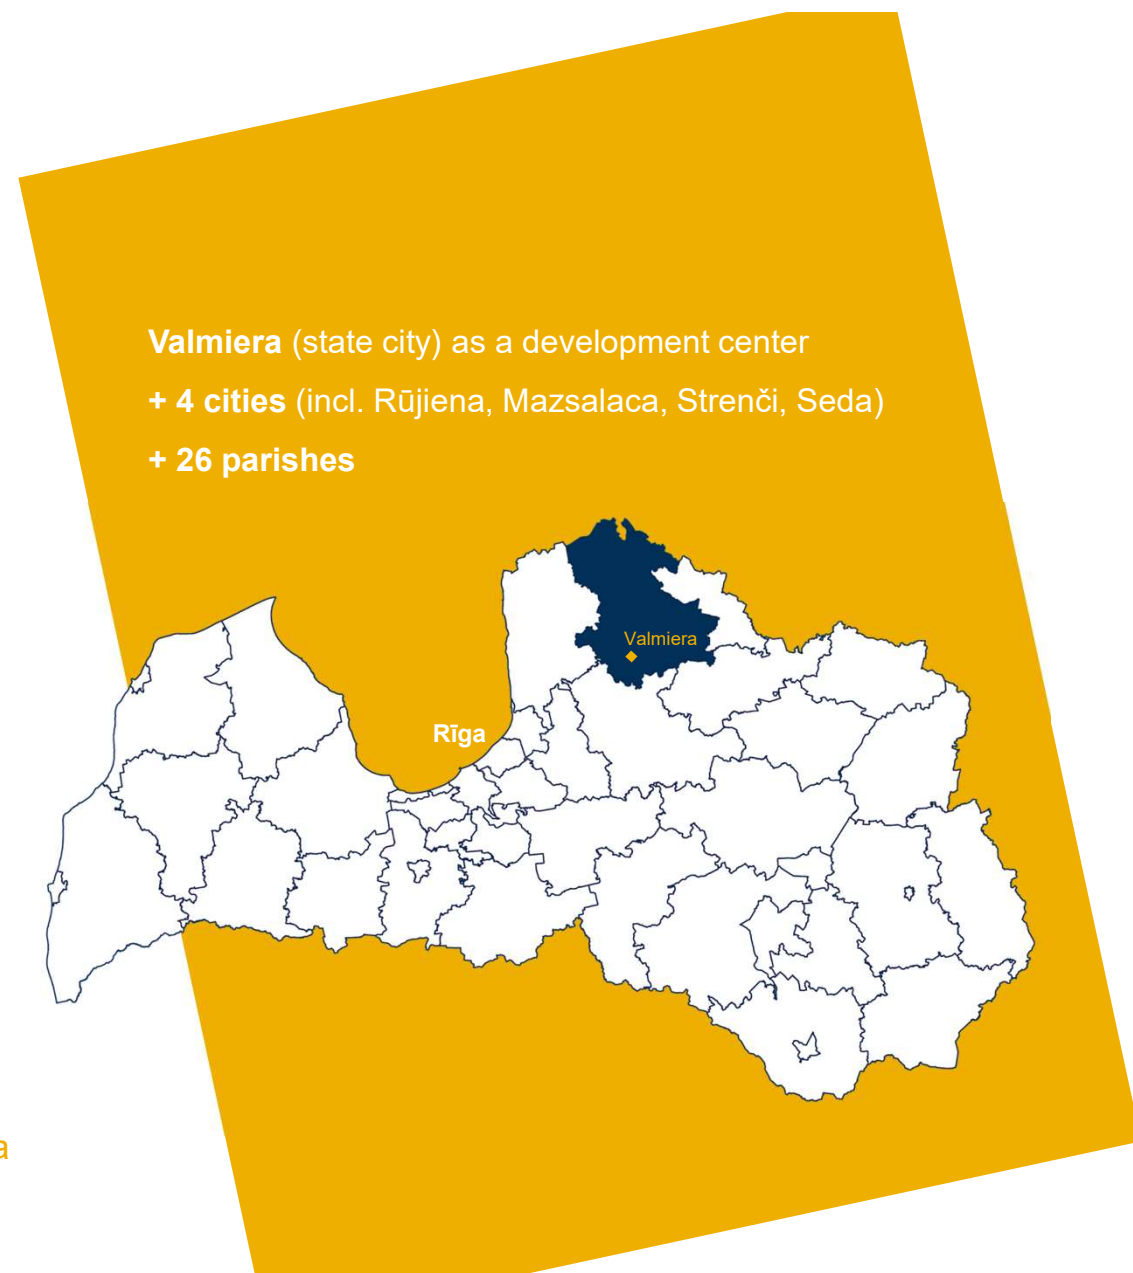 Valmiera (state city) as a development center
+ 4 cities (incl. Rūjiena, Mazsalaca, Strenči, Seda)
+ 26 parishes
Valmiera
Rīga
a